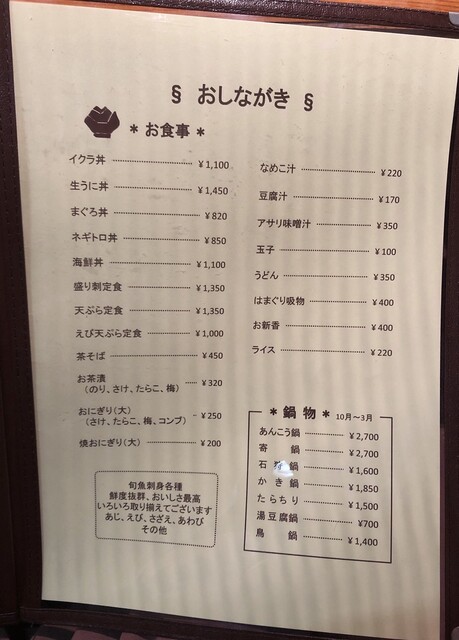 § おしながき §
＊お食事＊
イクラ丼 ¥1,100
生うに丼 ¥1,450
まぐろ丼 ¥820
ネギトロ丼 ¥850
海鮮丼 ¥1,100
盛り刺定食 ¥1,350
天ぷら定食 ¥1,350
えび天ぷら定食 ¥1,000
茶そば ¥450
お茶漬
（のり、さけ、たらこ、梅） ¥320
おにぎり（大）
（さけ、たらこ、梅、コンブ） ¥250
焼おにぎり（大） ¥200
旬魚刺身各種
鮮度抜群、おいしさ最高
いろいろ取り揃えてございます
あじ、えび、さざえ、あわび
その他
なめこ汁 ¥220
豆腐汁 ¥170
アサリ味噌汁 ¥350
玉子 ¥100
うどん ¥350
はまぐり吸物 ¥400
お新香 ¥400
ライス ¥220
＊鍋物＊ 10月～3月
あんこう鍋 ¥2,700
寄鍋 ¥2,700
石狩鍋 ¥1,600
かき鍋 ¥1,850
たらちり ¥1,500
湯豆腐鍋 ¥700
鳥鍋 ¥1,400